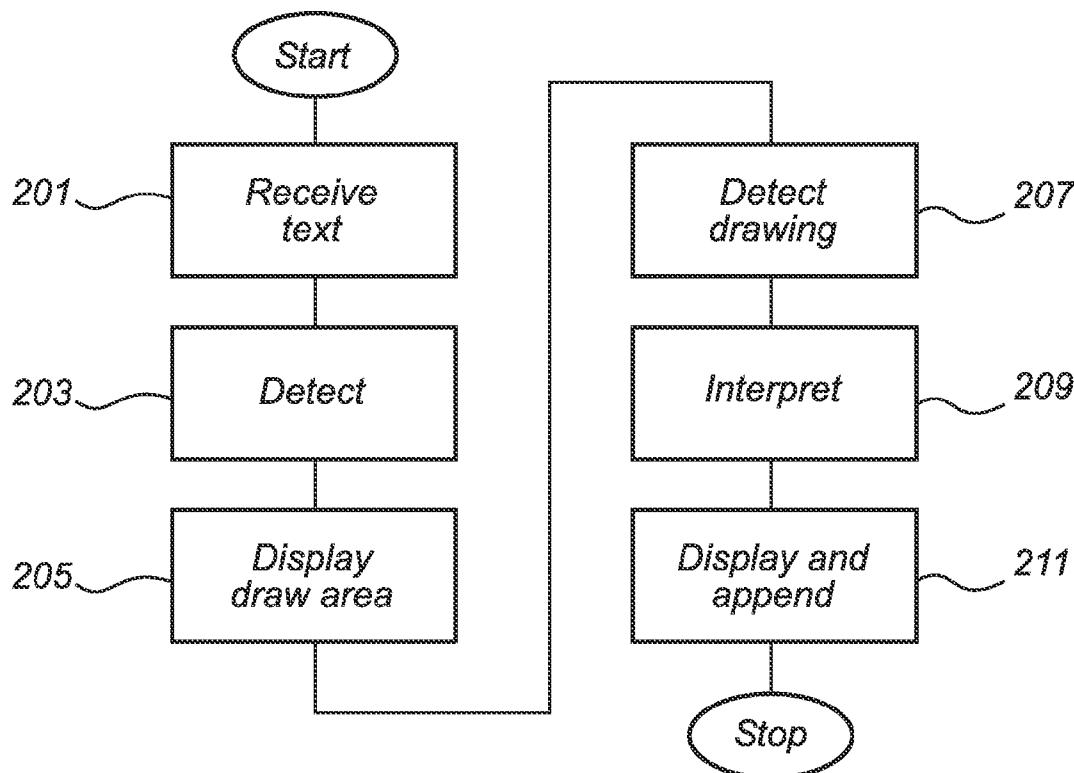 Start
201
Receive
text
203
Detect
205
Display
draw area
Detect
drawing
207
Interpret
209
Display and
append
211
Stop